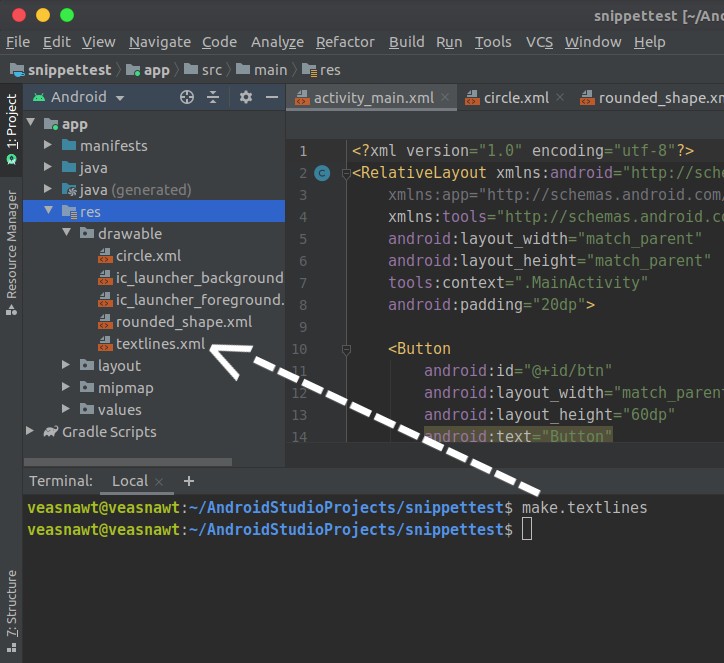 snippettest [~/And
File Edit View Navigate Code Analyze Refactor Build Run Tools VCS Window Help
snippettest app src main res
1: Project
Resource Manager
7: Structure
Android
app
manifests
java
java (generated)
res
drawable
circle.xml
ic_launcher_background
ic_launcher_foreground.
rounded_shape.xml
textlines.xml
layout
mipmap
values
Gradle Scripts
activity_main.xml circle.xml rounded_shape.xm
1 <?xml version="1.0" encoding="utf-8"?>
2 <RelativeLayout xmlns:android="http://sche
3 xmlns:app="http://schemas.android.com/
4 xmlns:tools="http://schemas.android.co
5 android:layout_width="match_parent"
6 android:layout_height="match_parent"
7 tools:context=".MainActivity"
8 android:padding="20dp">
9
10 <Button
11 android:id="@+id/btn"
12 android:layout_width="match_parent
13 android:layout_height="60dp"
14 android:text="Button"
Terminal: Local +
veasnawt@veasnawt:~/AndroidStudioProjects/snippettest$ make.textlines
veasnawt@veasnawt:~/AndroidStudioProjects/snippettest$